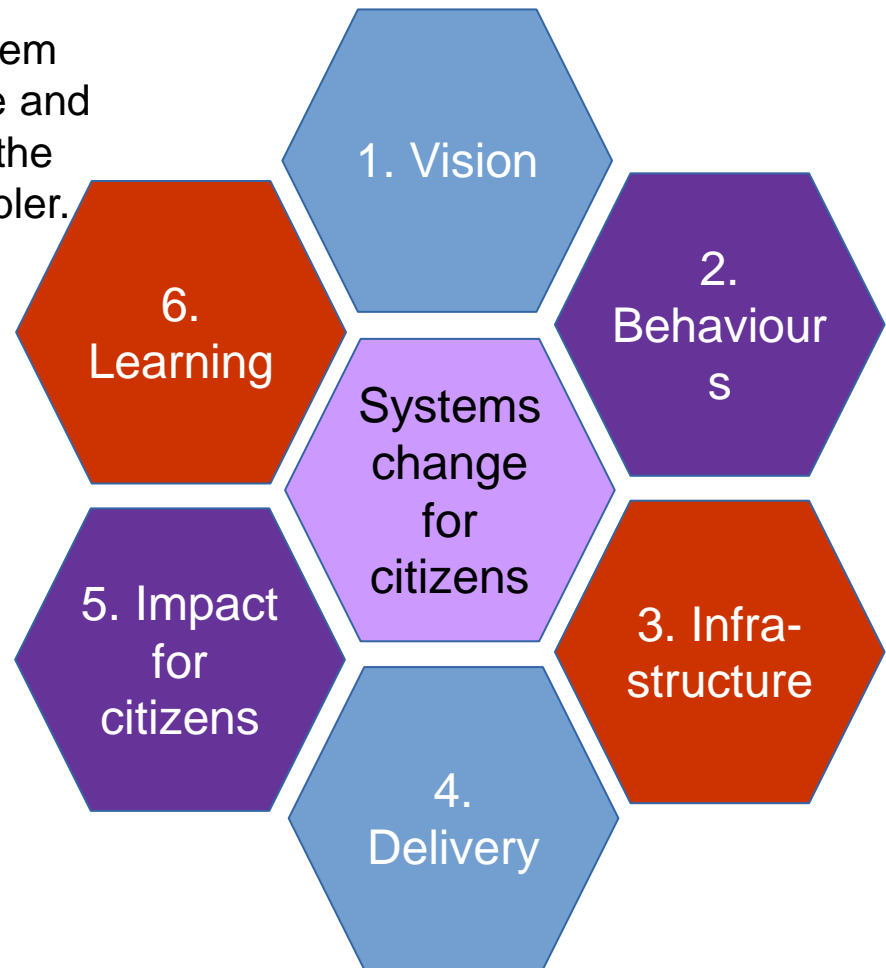 em
e and
the
oler.
1. Vision
2.
Behaviour
s
3. Infra-
structure
4.
Delivery
5. Impact
for
citizens
6.
Learning
Systems
change
for
citizens